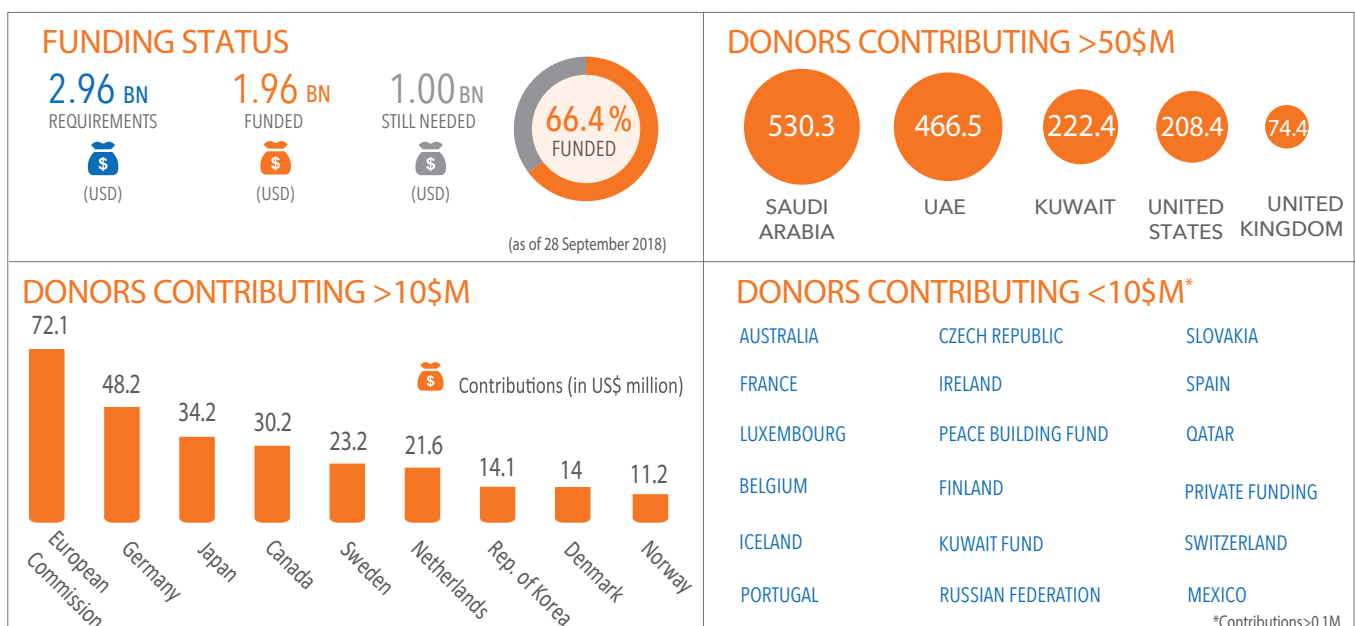 FUNDING STATUS
2.96 BN
REQUIREMENTS
$
(USD)
1.96 BN
FUNDED
$
(USD)
1.00 BN
STILL NEEDED
$
(USD)
66.4 %
FUNDED
(as of 28 September 2018)
DONORS CONTRIBUTING >50$M
530.3
466.5
222.4
208.4
74.4
SAUDI
ARABIA
UAE
KUWAIT
UNITED
STATES
UNITED
KINGDOM
DONORS CONTRIBUTING >10$M
$
Contributions (in US$ million)
72.1
48.2
34.2
30.2
23.2
21.6
14.1
14
11.2
European
Commission
Germany
Japan
Canada
Sweden
Netherlands
Rep. of Korea
Denmark
Norway
DONORS CONTRIBUTING <10$M*
AUSTRALIA
CZECH REPUBLIC
SLOVAKIA
FRANCE
IRELAND
SPAIN
LUXEMBOURG
PEACE BUILDING FUND
QATAR
BELGIUM
FINLAND
PRIVATE FUNDING
ICELAND
KUWAIT FUND
SWITZERLAND
PORTUGAL
RUSSIAN FEDERATION
MEXICO
*Contributions>0.1M